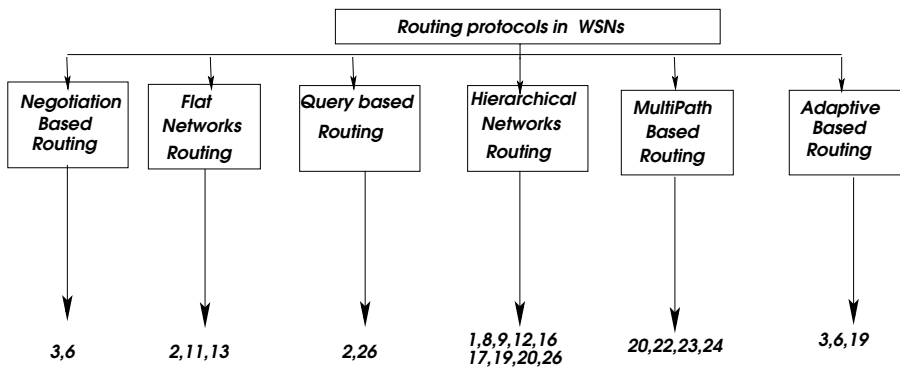 Routing protocols in WSNs
Negotiation
Based
Routing
Flat
Networks
Routing
Query based
Routing
Hierarchical
Networks
Routing
MultiPath
Based
Routing
Adaptive
Based
Routing
3,6
2,11,13
2,26
1,8,9,12,16
17,19,20,26
20,22,23,24
3,6,19